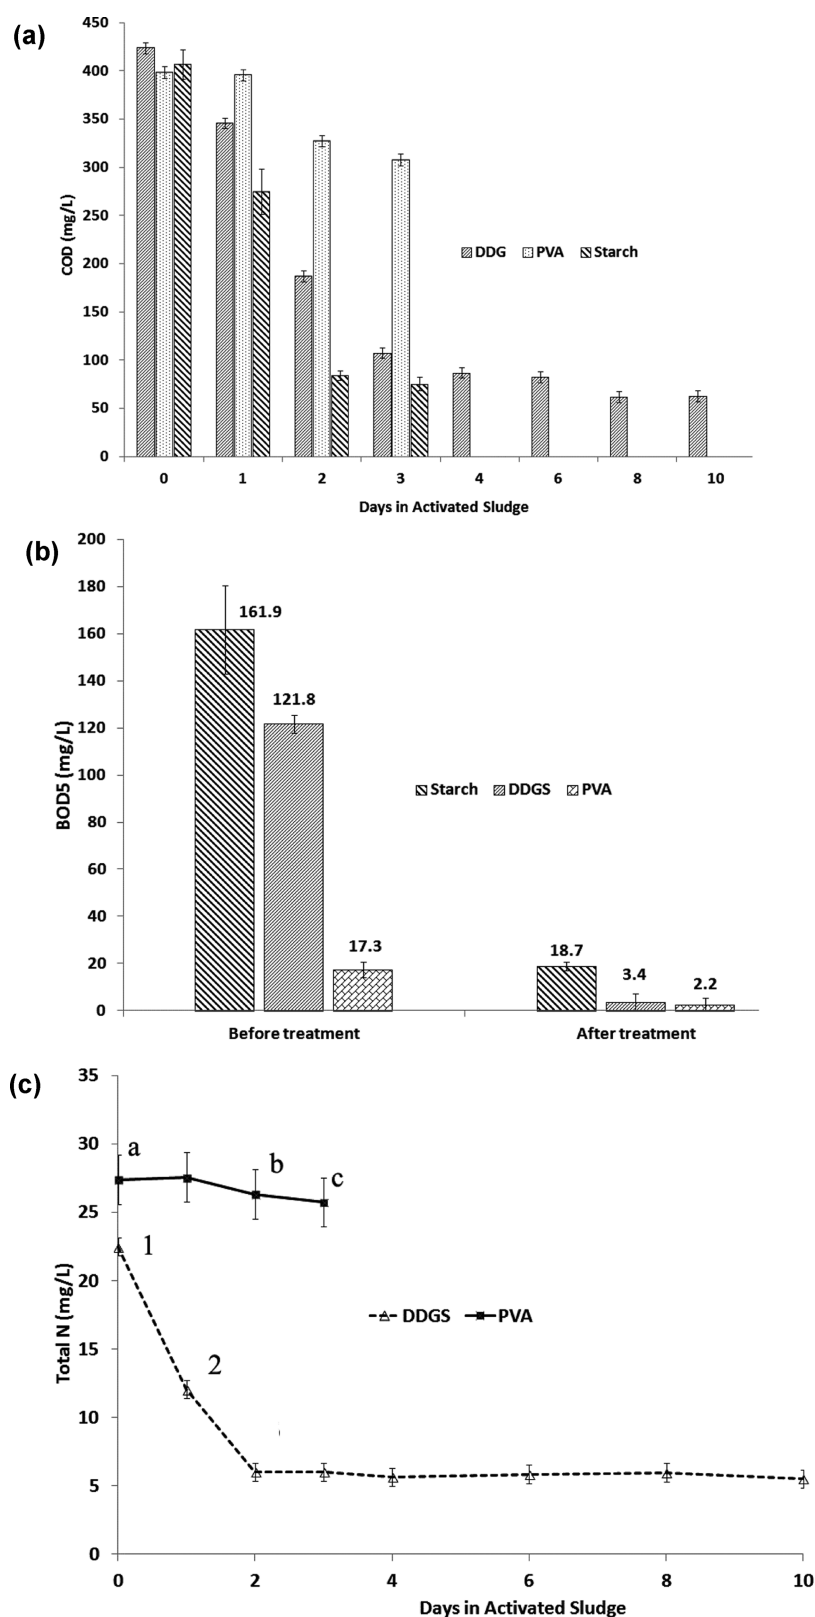 (a)
450
400
350
300
250
200
150
100
50
0
COD (mg/L)
DDG PVA Starch
0 1 2 3 4 6 8 10
Days in Activated Sludge
(b)
200
180
160
140
120
100
80
60
40
20
0
BOD5 (mg/L)
161.9
121.8
17.3
18.7
3.4
2.2
Starch DDGS PVA
Before treatment After treatment
(c)
35
30
25
20
15
10
5
0
Total N (mg/L)
a
b
c
1
2
DDGS PVA
0 2 4 6 8 10
Days in Activated Sludge